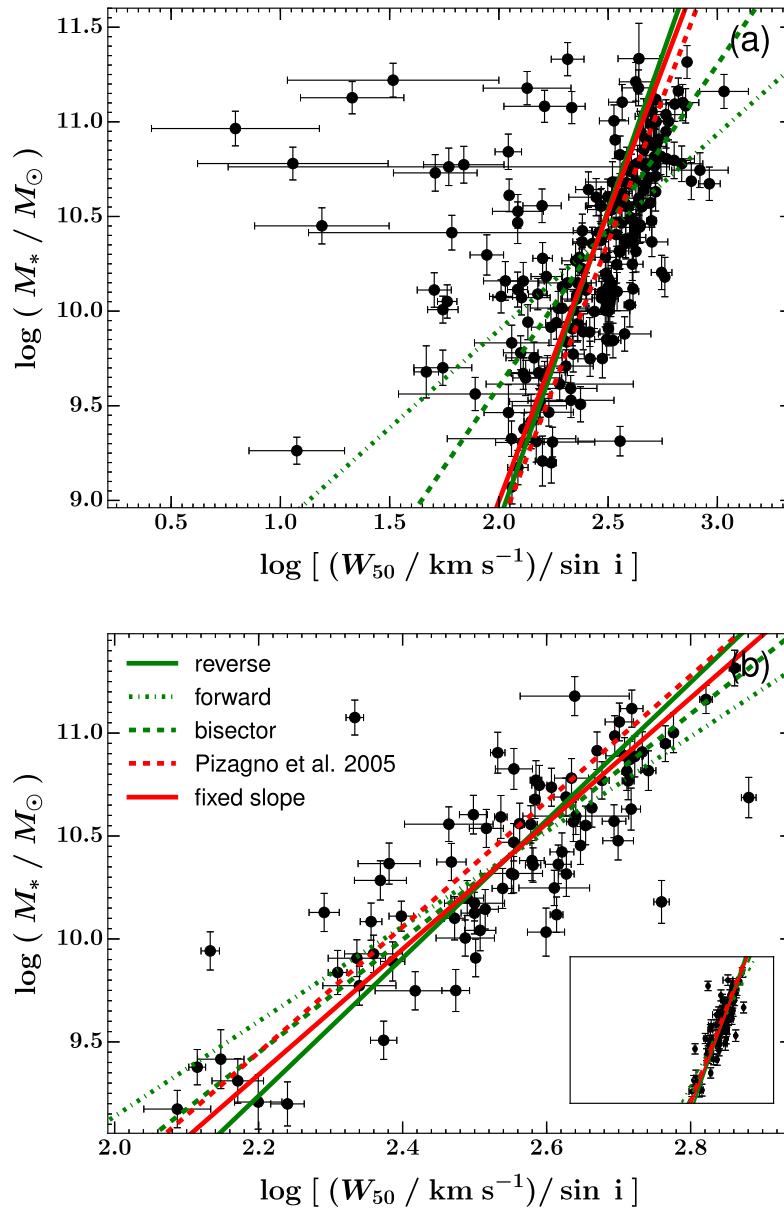 (a)
11.5
11.0
10.5
10.0
9.5
9.0
log ( M* / M⊙ )
0.5 1.0 1.5 2.0 2.5 3.0
log [ (W50 / km s−1)/ sin i ]
(b)
reverse
forward
bisector
Pizagno et al. 2005
fixed slope
11.0
10.5
10.0
9.5
log ( M* / M⊙ )
2.0 2.2 2.4 2.6 2.8
log [ (W50 / km s−1)/ sin i ]